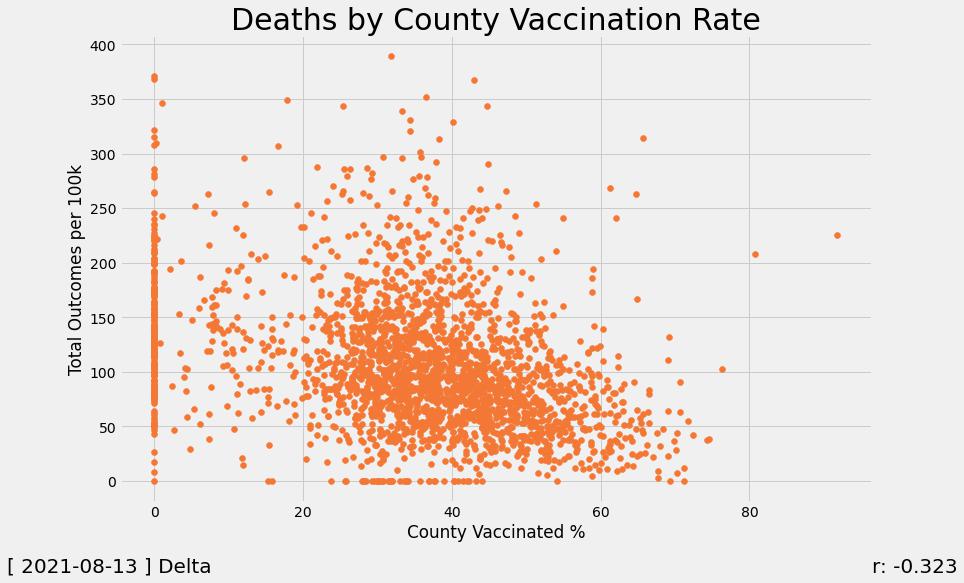 Deaths by County Vaccination Rate
Total Outcomes per 100k
400
350
300
250
200
150
100
50
0
0 20 40 60 80
County Vaccinated %
[ 2021-08-13 ] Delta
r: -0.323